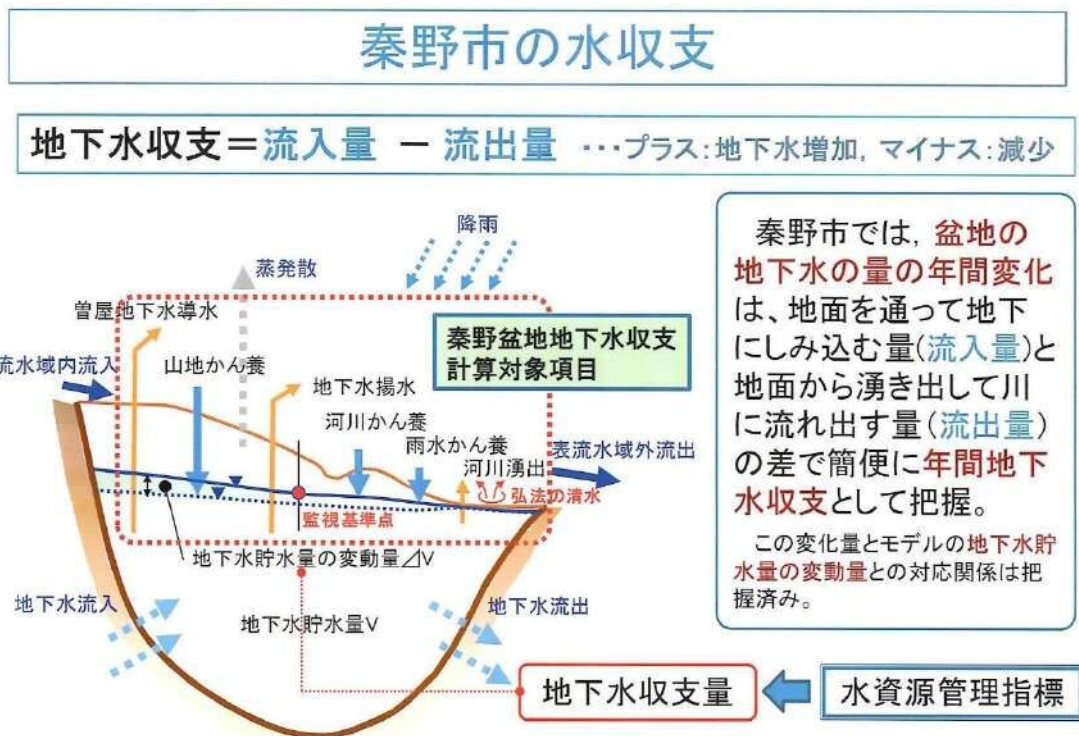 秦野市の水収支
地下水収支＝流入量 － 流出量 …プラス：地下水増加, マイナス：減少
降雨
蒸発散
曽屋地下水導水
流水域内流入
山地かん養
地下水揚水
河川かん養
雨水かん養
河川湧出
弘法の清水
表流水域外流出
秦野盆地地下水収支
計算対象項目
監視基準点
地下水貯水量の変動量⊿V
地下水流入
地下水貯水量V
地下水流出
秦野市では, 盆地の
地下水の量の年間変化
は、地面を通って地下
にしみ込む量(流入量)と
地面から湧き出して川
に流れ出す量(流出量)
の差で簡便に年間地下
水収支として把握。
この変化量とモデルの地下水貯
水量の変動量との対応関係は把
握済み。
地下水収支量
水資源管理指標